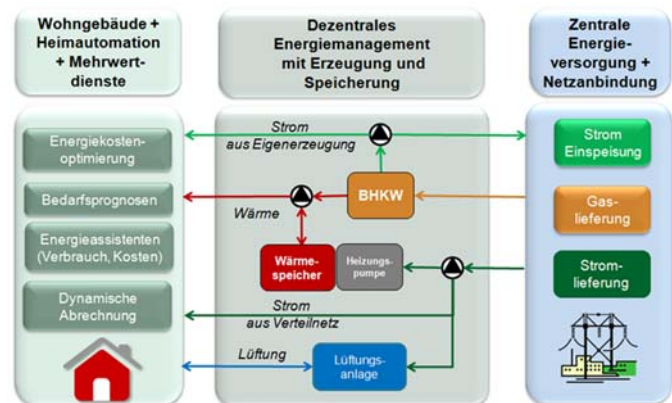 Wohngebäude +
Heimautomation
+ Mehrwert-
dienste
Dezentrales
Energiemanagement
mit Erzeugung und
Speicherung
Zentrale
Energie-
versorgung +
Netzanbindung
Energiekosten-
optimierung
Bedarfsprognosen
Energieassistenten
(Verbrauch, Kosten)
Dynamische
Abrechnung
Strom
aus Eigenerzeugung
BHKW
Wärme
Wärme-
speicher
Heizungs-
pumpe
Strom
aus Verteilnetz
Lüftung
Lüftungs-
anlage
Strom
Einspeisung
Gas-
lieferung
Strom-
lieferung